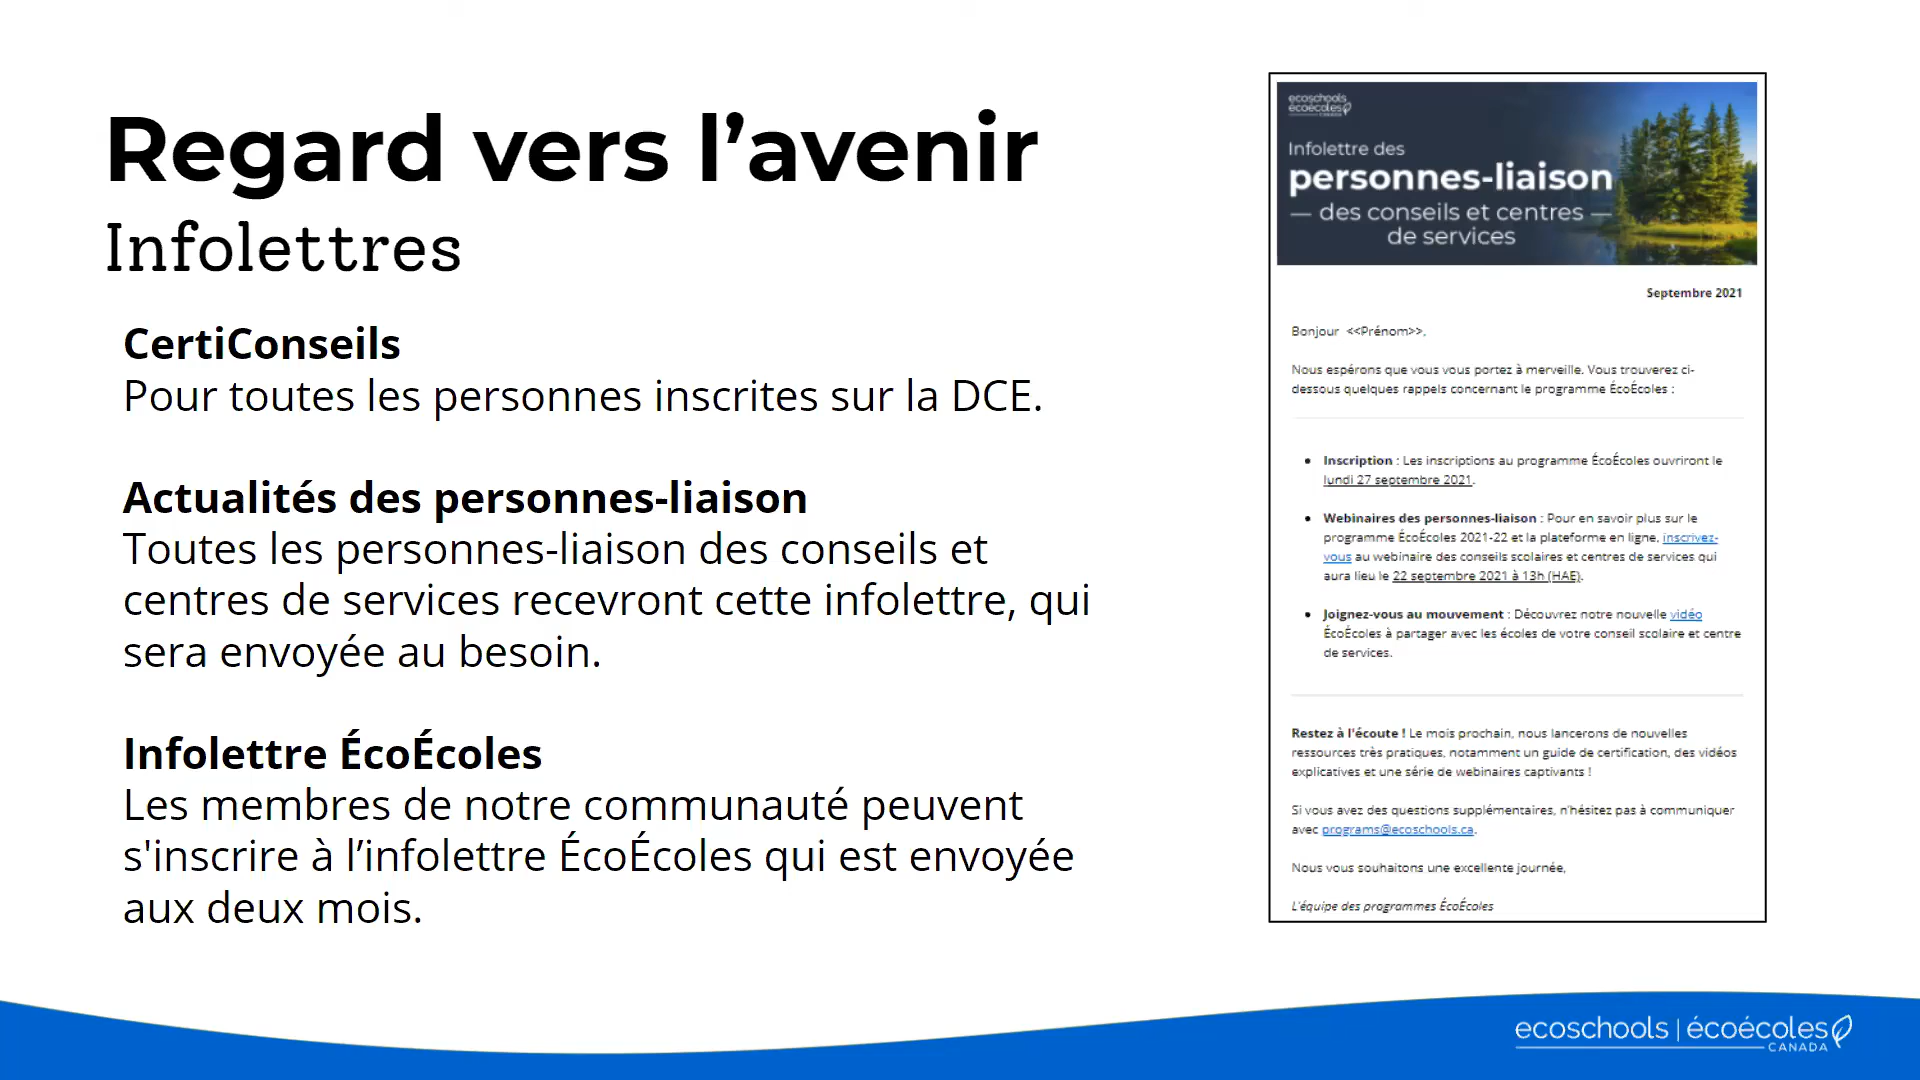 Regard vers l’avenir
Infolettres
CertiConseils
Pour toutes les personnes inscrites sur la DCE.
Actualités des personnes-liaison
Toutes les personnes-liaison des conseils et
centres de services recevront cette infolettre, qui
sera envoyée au besoin.
Infolettre ÉcoÉcoles
Les membres de notre communauté peuvent
s'inscrire à l’infolettre ÉcoÉcoles qui est envoyée
aux deux mois.
ecoschools
écoécoles
CANADA
Infolettre des
personnes-liaison
— des conseils et centres —
de services
Septembre 2021
Bonjour <<Prénom>>,
Nous espérons que vous vous portez à merveille. Vous trouverez ci-
dessous quelques rappels concernant le programme ÉcoÉcoles :
• Inscription : Les inscriptions au programme ÉcoÉcoles ouvriront le
lundi 27 septembre 2021.
• Webinaires des personnes-liaison : Pour en savoir plus sur le
programme ÉcoÉcoles 2021-22 et la plateforme en ligne, inscrivez-
vous au webinaire des conseils scolaires et centres de services qui
aura lieu le 22 septembre 2021 à 13h (HAE).
• Joignez-vous au mouvement : Découvrez notre nouvelle vidéo
ÉcoÉcoles à partager avec les écoles de votre conseil scolaire et centre
de services.
Restez à l'écoute ! Le mois prochain, nous lancerons de nouvelles
ressources très pratiques, notamment un guide de certification, des vidéos
explicatives et une série de webinaires captivants !
Si vous avez des questions supplémentaires, n'hésitez pas à communiquer
avec programs@ecoschools.ca.
Nous vous souhaitons une excellente journée,
L'équipe des programmes ÉcoÉcoles
ecoschools | écoécoles
CANADA